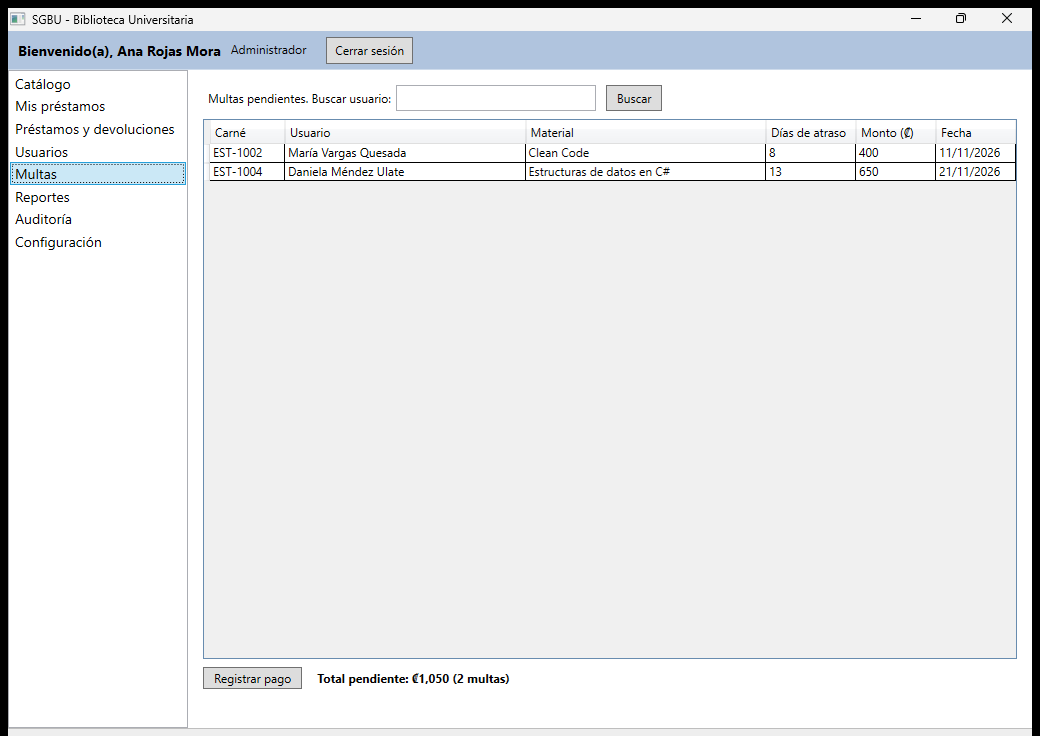 SGBU - Biblioteca Universitaria
Bienvenido(a), Ana Rojas Mora Administrador Cerrar sesión
Catálogo
Mis préstamos
Préstamos y devoluciones
Usuarios
Multas
Reportes
Auditoría
Configuración
Multas pendientes. Buscar usuario: Buscar
Carné Usuario Material Días de atraso Monto (₡) Fecha
EST-1002 María Vargas Quesada Clean Code 8 400 11/11/2026
EST-1004 Daniela Méndez Ulate Estructuras de datos en C# 13 650 21/11/2026
Registrar pago Total pendiente: ₡1,050 (2 multas)